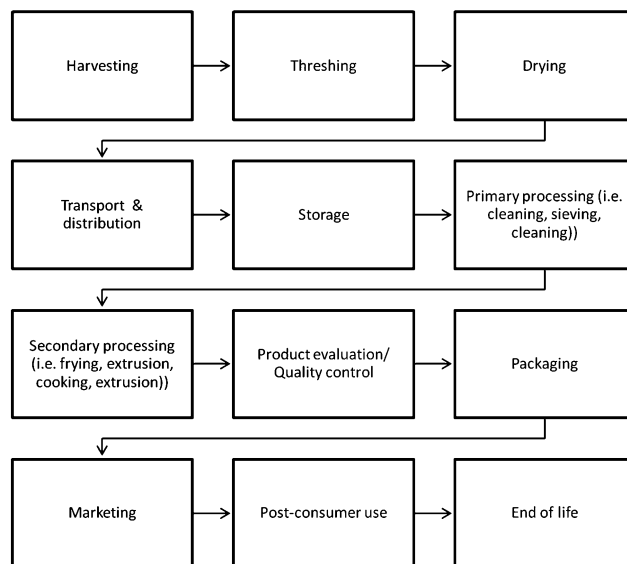 Harvesting
Threshing
Drying
Transport &
distribution
Storage
Primary processing (i.e.
cleaning, sieving,
cleaning))
Secondary processing
(i.e. frying, extrusion,
cooking, extrusion))
Product evaluation/
Quality control
Packaging
Marketing
Post-consumer use
End of life